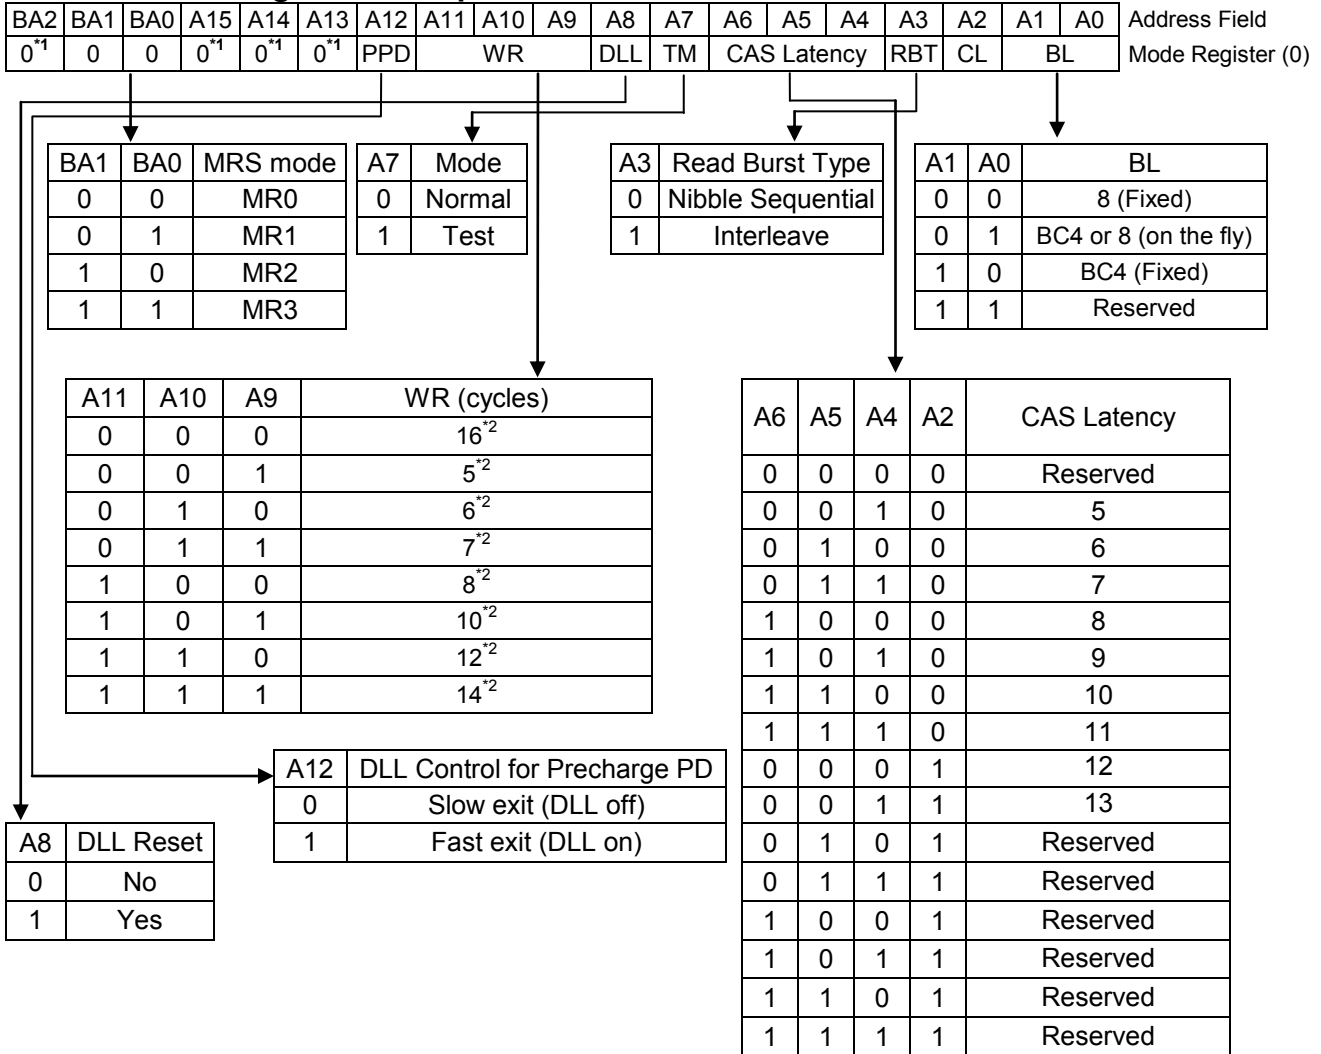 BA2 BA1 BA0 A15 A14 A13 A12 A11 A10 A9 A8 A7 A6 A5 A4 A3 A2 A1 A0 Address Field
0*1 0 0 0*1 0*1 0*1 PPD WR DLL TM CAS Latency RBT CL BL Mode Register (0)
BA1 BA0 MRS mode
0 0 MR0
0 1 MR1
1 0 MR2
1 1 MR3
A7 Mode
0 Normal
1 Test
A3 Read Burst Type
0 Nibble Sequential
1 Interleave
A1 A0 BL
0 0 8 (Fixed)
0 1 BC4 or 8 (on the fly)
1 0 BC4 (Fixed)
1 1 Reserved
A11 A10 A9 WR (cycles)
0 0 0 16*2
0 0 1 5*2
0 1 0 6*2
0 1 1 7*2
1 0 0 8*2
1 0 1 10*2
1 1 0 12*2
1 1 1 14*2
A6 A5 A4 A2 CAS Latency
0 0 0 0 Reserved
0 0 1 0 5
0 1 0 0 6
0 1 1 0 7
1 0 0 0 8
1 0 1 0 9
1 1 0 0 10
1 1 1 0 11
0 0 0 1 12
0 0 1 1 13
0 1 0 1 Reserved
0 1 1 1 Reserved
1 0 0 1 Reserved
1 0 1 1 Reserved
1 1 0 1 Reserved
1 1 1 1 Reserved
A12 DLL Control for Precharge PD
0 Slow exit (DLL off)
1 Fast exit (DLL on)
A8 DLL Reset
0 No
1 Yes